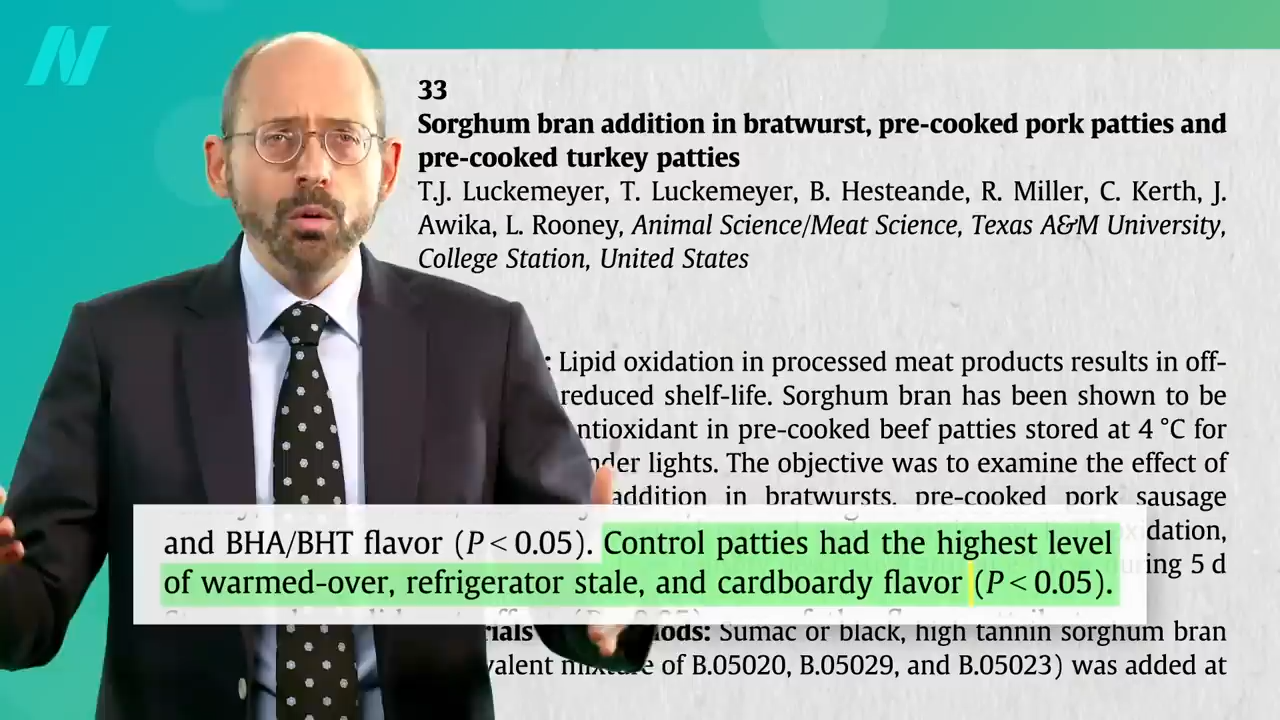 33
Sorghum bran addition in bratwurst, pre-cooked pork patties and
pre-cooked turkey patties
T.J. Luckemeyer, T. Luckemeyer, B. Hesteande, R. Miller, C. Kerth, J.
Awika, L. Rooney, Animal Science/Meat Science, Texas A&M University,
College Station, United States
: Lipid oxidation in processed meat products results in off-
reduced shelf-life. Sorghum bran has been shown to be
ntioxidant in pre-cooked beef patties stored at 4 °C for
nder lights. The objective was to examine the effect of
addition in bratwursts, pre-cooked pork sausage
oxidation,
and BHA/BHT flavor (P < 0.05). Control patties had the highest level
of warmed-over, refrigerator stale, and cardboardy flavor (P < 0.05).
uring 5 d
rials ods: Sumac or black, high tannin sorghum bran
valent mixture of B.05020, B.05029, and B.05023) was added at